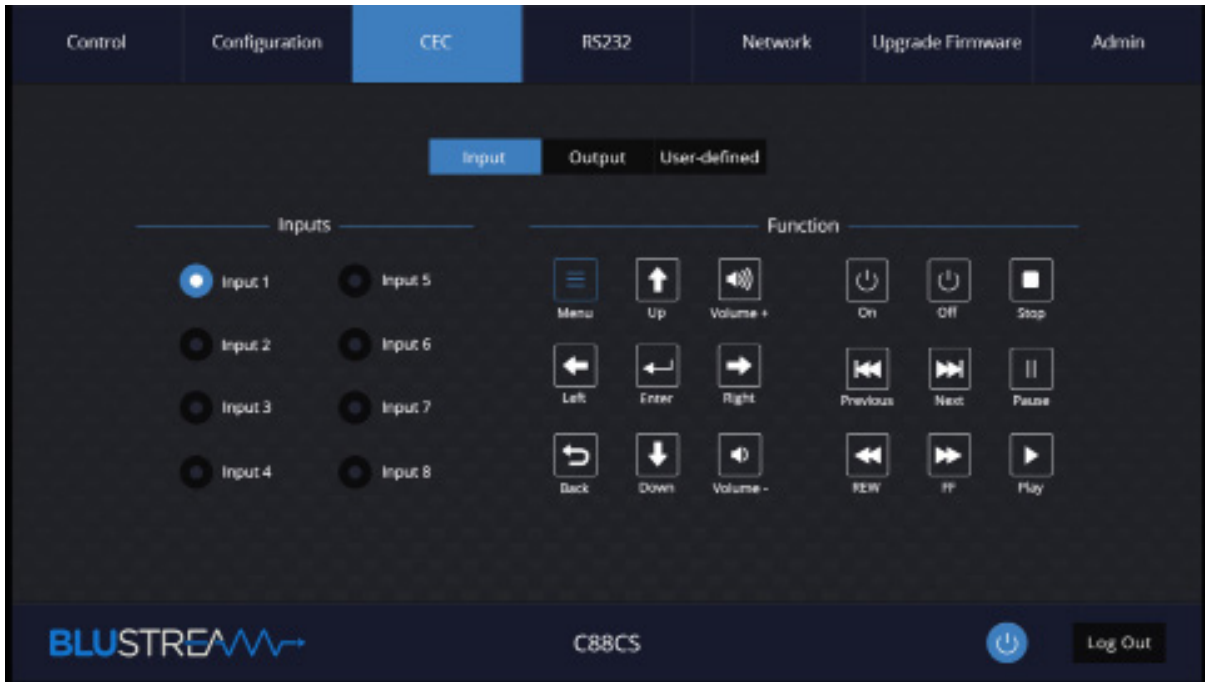 Control Configuration CEC RS232 Network Upgrade Firmware Admin
Input Output User-defined
Inputs
Input 1 Input 5
Input 2 Input 6
Input 3 Input 7
Input 4 Input 8
Function
Menu Up Volume + On Off Stop
Left Enter Right Previous Next Pause
Back Down Volume - REW FF Play
BLUSTREAM C88CS Log Out